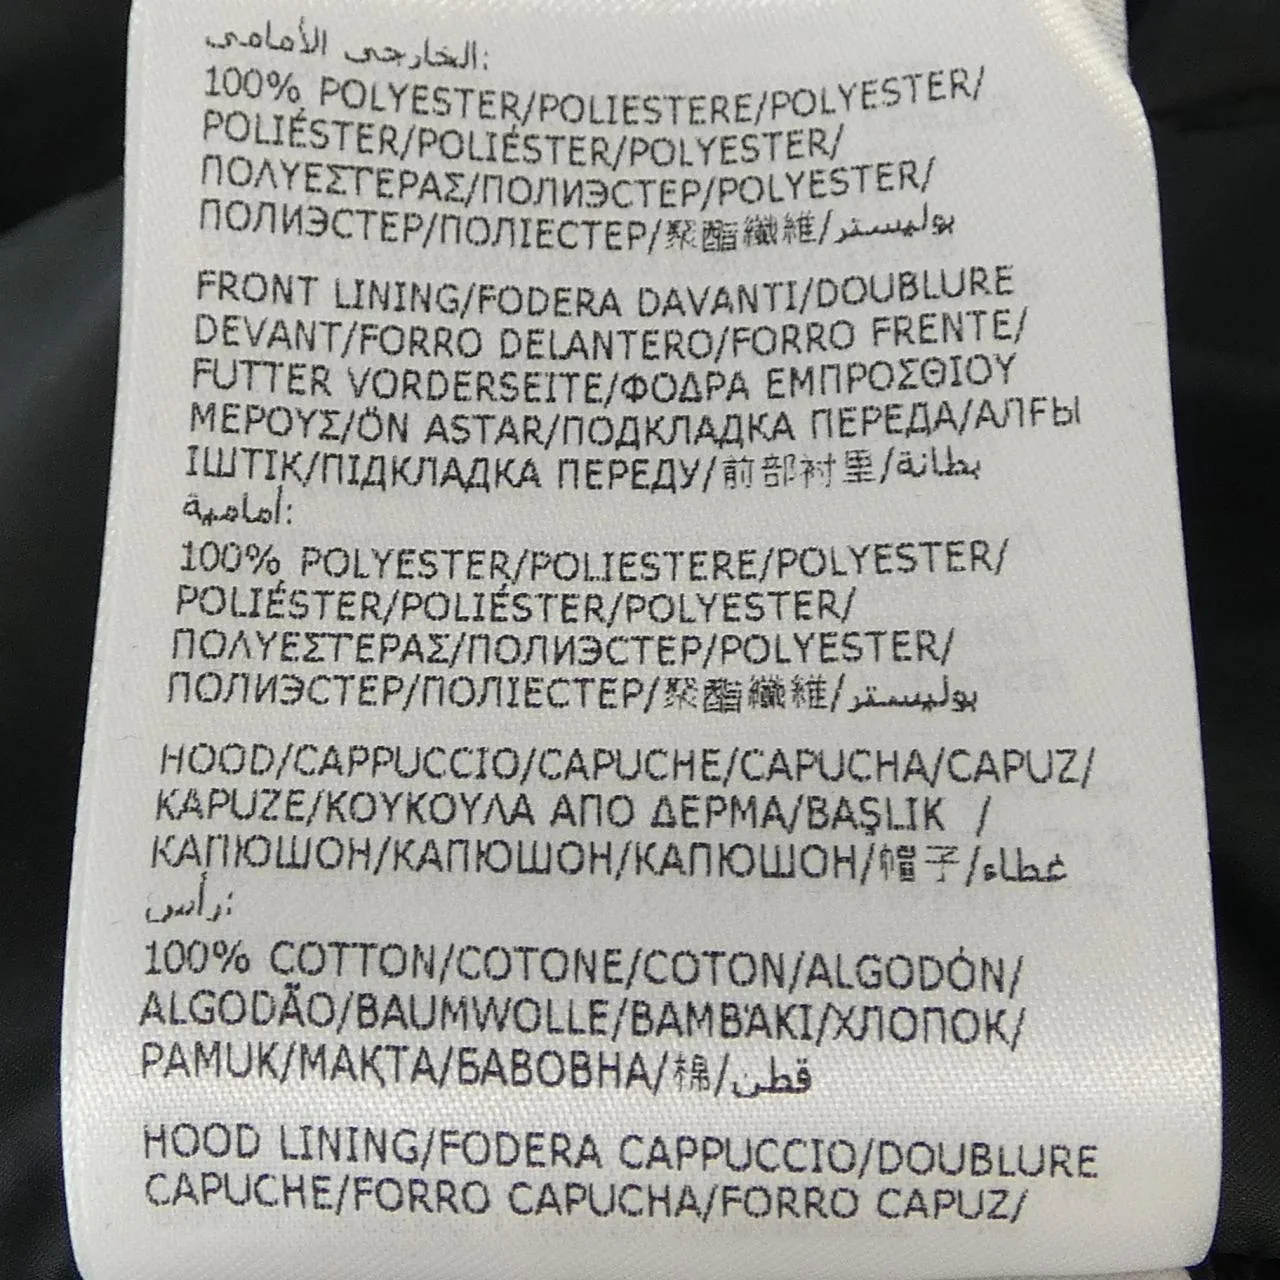 الخارجي الأمامي:
100% POLYESTER/POLIESTERE/POLYESTER/
POLIÉSTER/POLIÉSTER/POLYESTER/
ΠΟΛΥΕΣΤΕΡΑΣ/ПОЛИЭСТЕР/POLYESTER/
ПОЛИЭСТЕР/ПОЛІЕСТЕР/聚酯纖維/بوليستر
FRONT LINING/FODERA DAVANTI/DOUBLURE
DEVANT/FORRO DELANTERO/FORRO FRENTE/
FUTTER VORDERSEITE/ΦΟΔΡΑ ΕΜΠΡΟΣΘΙΟΥ
ΜΕΡΟΥΣ/ÖN ASTAR/ПОДКЛАДКА ПЕРЕДА/АЛҒЫ
ІШТІК/ПІДКЛАДКА ПЕРЕДУ/前部衬里/بطانة
أمامية:
100% POLYESTER/POLIESTERE/POLYESTER/
POLIÉSTER/POLIÉSTER/POLYESTER/
ΠΟΛΥΕΣΤΕΡΑΣ/ПОЛИЭСТЕР/POLYESTER/
ПОЛИЭСТЕР/ПОЛІЕСТЕР/聚酯纖維/بوليستر
HOOD/CAPPUCCIO/CAPUCHE/CAPUCHA/CAPUZ/
KAPUZE/ΚΟΥΚΟΥΛΑ ΑΠΟ ΔΕΡΜΑ/BAŞLIK /
КАПЮШОН/КАПЮШОН/КАПЮШОН/帽子/غطاء
رأس:
100% COTTON/COTONE/COTON/ALGODÓN/
ALGODÃO/BAUMWOLLE/BAMBAKI/ХЛОПОК/
PAMUK/МАҚТА/БАВОВНА/棉/قطن
HOOD LINING/FODERA CAPPUCCIO/DOUBLURE
CAPUCHE/FORRO CAPUCHA/FORRO CAPUZ/